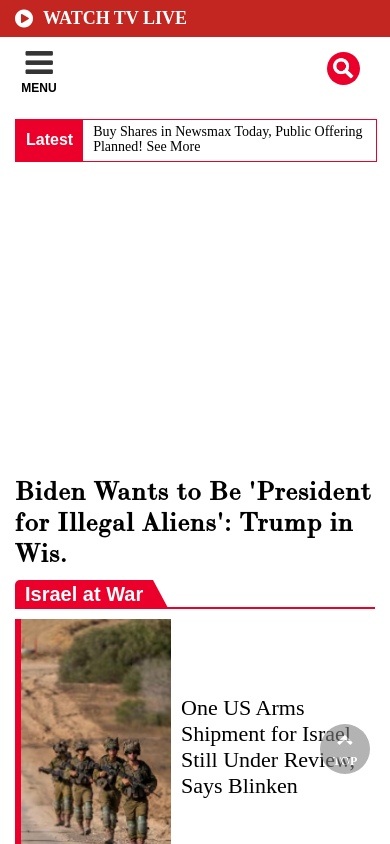 WATCH TV LIVE
MENU
Latest
Buy Shares in Newsmax Today, Public Offering
Planned! See More
Biden Wants to Be 'President
for Illegal Aliens': Trump in
Wis.
Israel at War
One US Arms
Shipment for Israel
Still Under Review,
Says Blinken
TOP